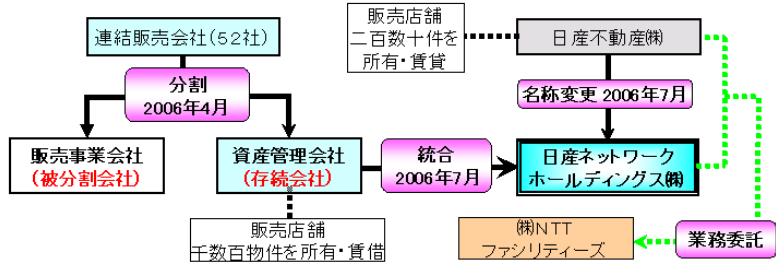 連結販売会社(52社)
販売店舗
二百数十件を
所有・賃貸
日産不動産㈱
分割
2006年4月
名称変更 2006年7月
販売事業会社
(被分割会社)
資産管理会社
(存続会社)
統合
2006年7月
日産ネットワーク
ホールディングス㈱
販売店舗
千数百物件を所有・賃借
㈱NTT
ファシリティーズ
業務委託